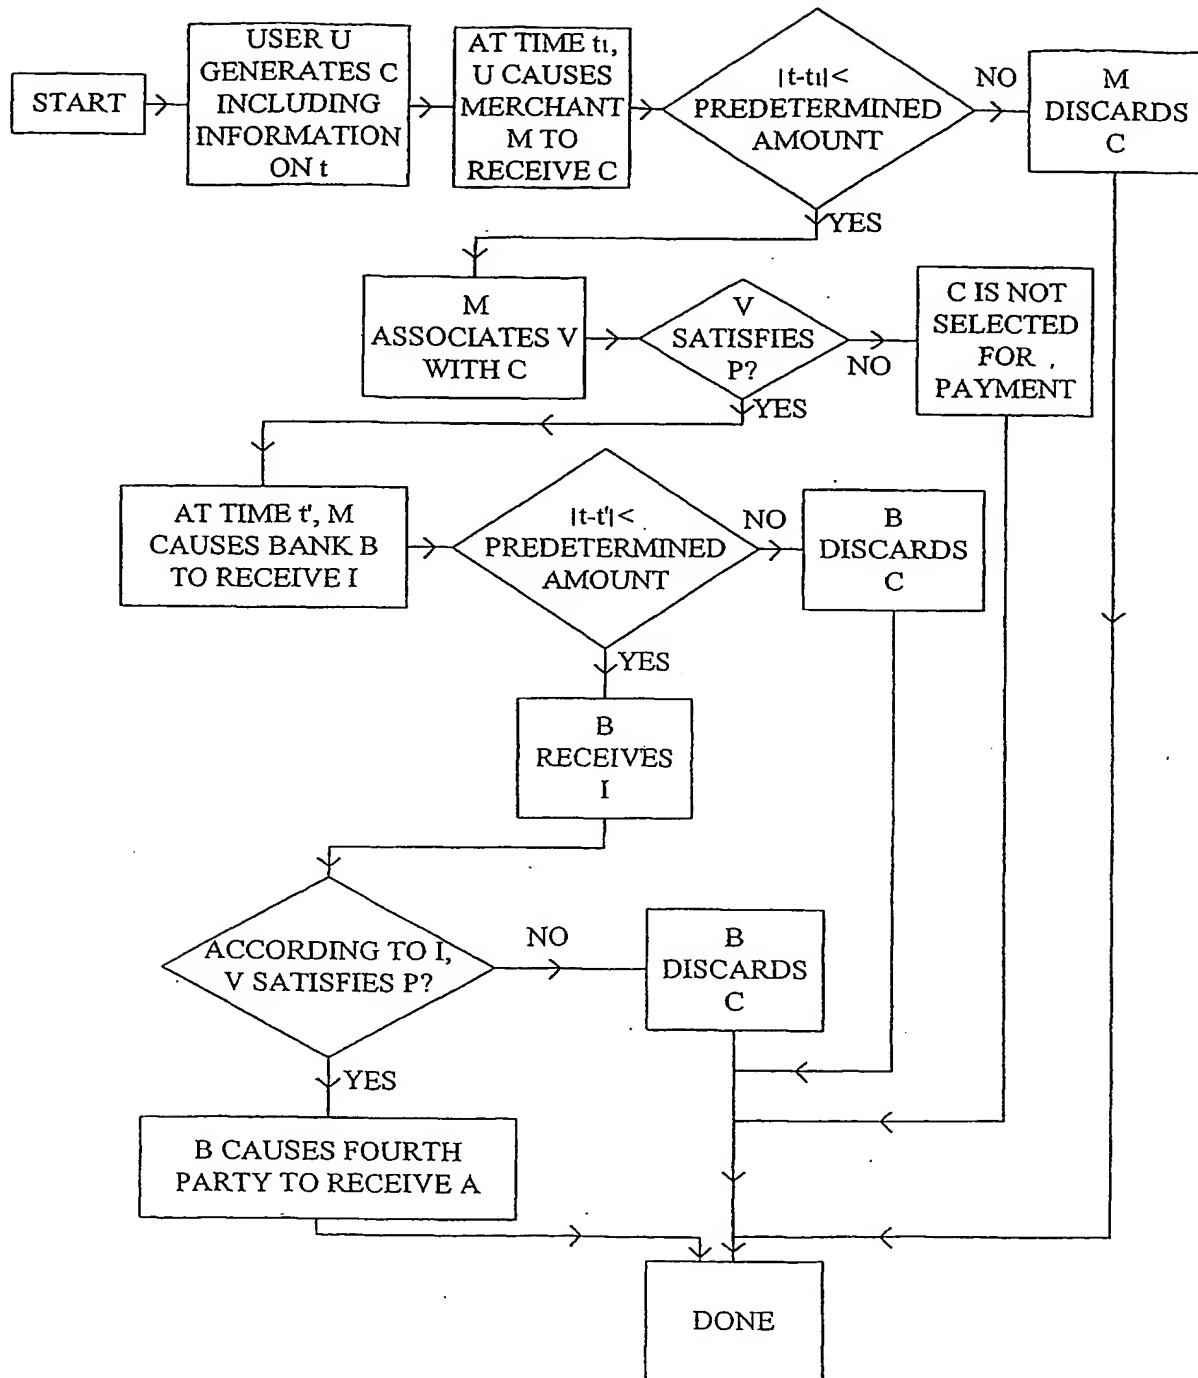 START
USER U
GENERATES C
INCLUDING
INFORMATION
ON t
AT TIME t₁,
U CAUSES
MERCHANT
M TO
RECEIVE C
|t-t₁|<
PREDETERMINED
AMOUNT
NO
M
DISCARDS
C
YES
M
ASSOCIATES V
WITH C
V
SATISFIES
P?
NO
C IS NOT
SELECTED
FOR
PAYMENT
YES
AT TIME t', M
CAUSES BANK B
TO RECEIVE I
|t-t'|<
PREDETERMINED
AMOUNT
NO
B
DISCARDS
C
YES
B
RECEIVES
I
ACCORDING TO I,
V SATISFIES P?
NO
B
DISCARDS
C
YES
B CAUSES FOURTH
PARTY TO RECEIVE A
DONE